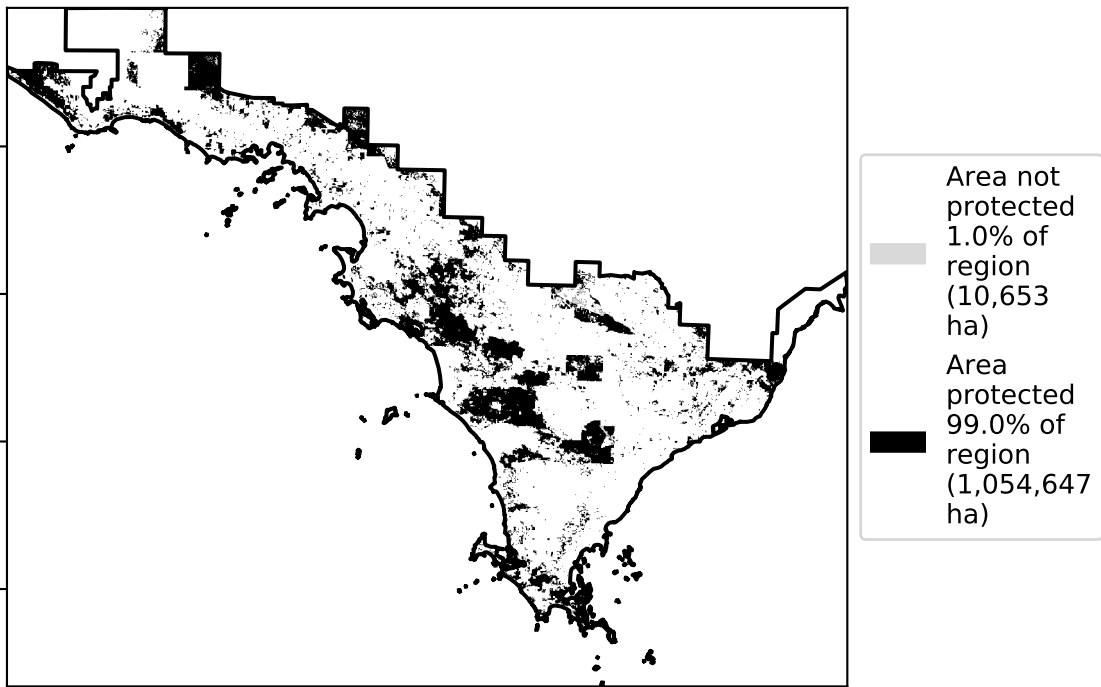 Area not
protected
1.0% of
region
(10,653
ha)
Area
protected
99.0% of
region
(1,054,647
ha)